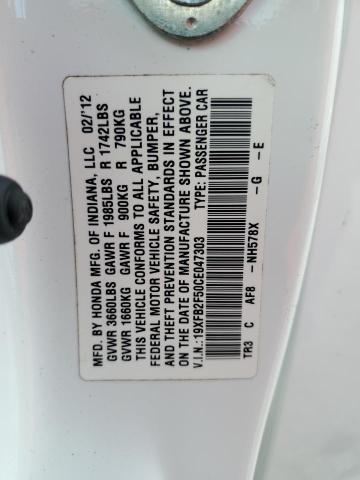 MFD. BY HONDA MFG. OF INDIANA, LLC 02/'12
GVWR 3660LBS GAWR F 1985LBS R 1742LBS
GVWR 1660KG GAWR F 900KG R 790KG
THIS VEHICLE CONFORMS TO ALL APPLICABLE
FEDERAL MOTOR VEHICLE SAFETY, BUMPER,
AND THEFT PREVENTION STANDARDS IN EFFECT
ON THE DATE OF MANUFACTURE SHOWN ABOVE.
V.I.N.:19XFB2F50CE047303 TYPE: PASSENGER CAR
TR3 C AF8 -NH578X -G -E